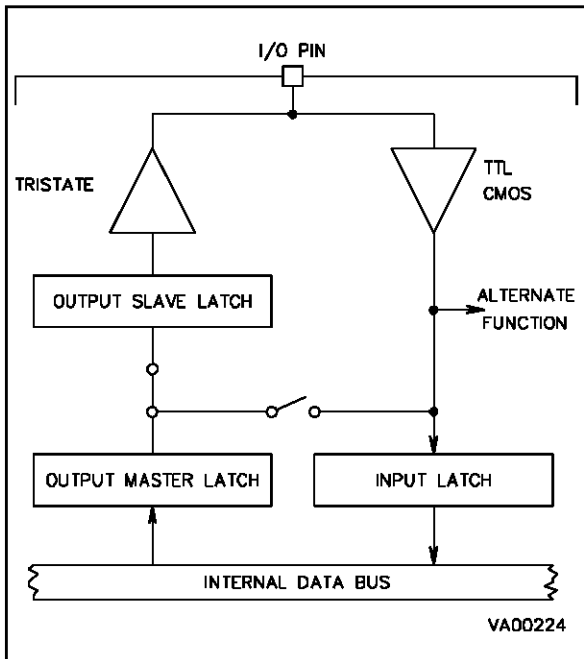 I/O PIN
TRISTATE
TTL
CMOS
OUTPUT SLAVE LATCH
ALTERNATE
FUNCTION
OUTPUT MASTER LATCH
INPUT LATCH
INTERNAL DATA BUS
VA00224